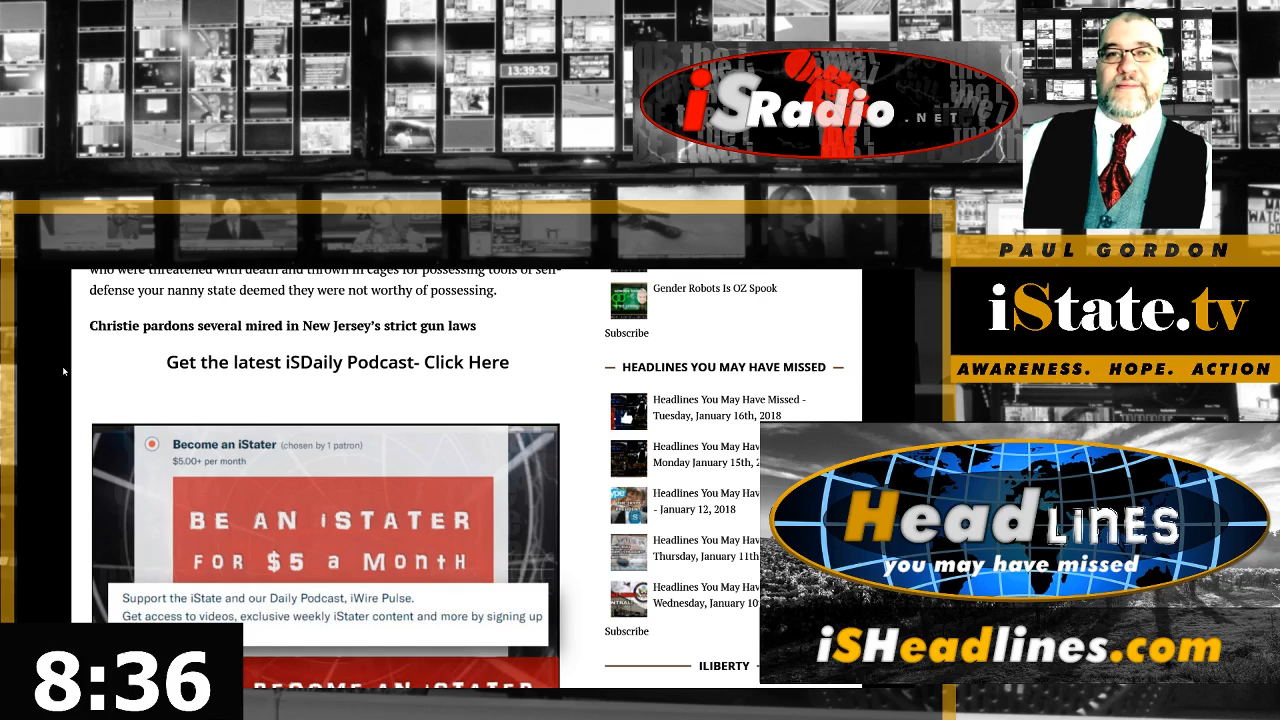 13:39:32
iSRadio.NET
PAUL GORDON
iState.tv
AWARENESS. HOPE. ACTION
who were threatened with death and thrown in cages for possessing tools of self-
defense your nanny state deemed they were not worthy of possessing.
Christie pardons several mired in New Jersey's strict gun laws
Get the latest iSDaily Podcast- Click Here
Become an iStater (chosen by 1 patron)
$5.00+ per month
BE AN iSTATER
FOR $5 a Month
Support the iState and our Daily Podcast, iWire Pulse.
Get access to videos, exclusive weekly iStater content and more by signing up
BECOME AN iSTATER
Gender Robots Is OZ Spook
Subscribe
HEADLINES YOU MAY HAVE MISSED
Headlines You May Have Missed -
Tuesday, January 16th, 2018
Headlines You May Hav
Monday January 15th, 2
Headlines You May Hav
- January 12, 2018
Headlines You May Hav
Thursday, January 11th
Headlines You May Hav
Wednesday, January 10
Subscribe
ILIBERTY
HeadLINES
you may have missed
iSHeadlines.com
8:36